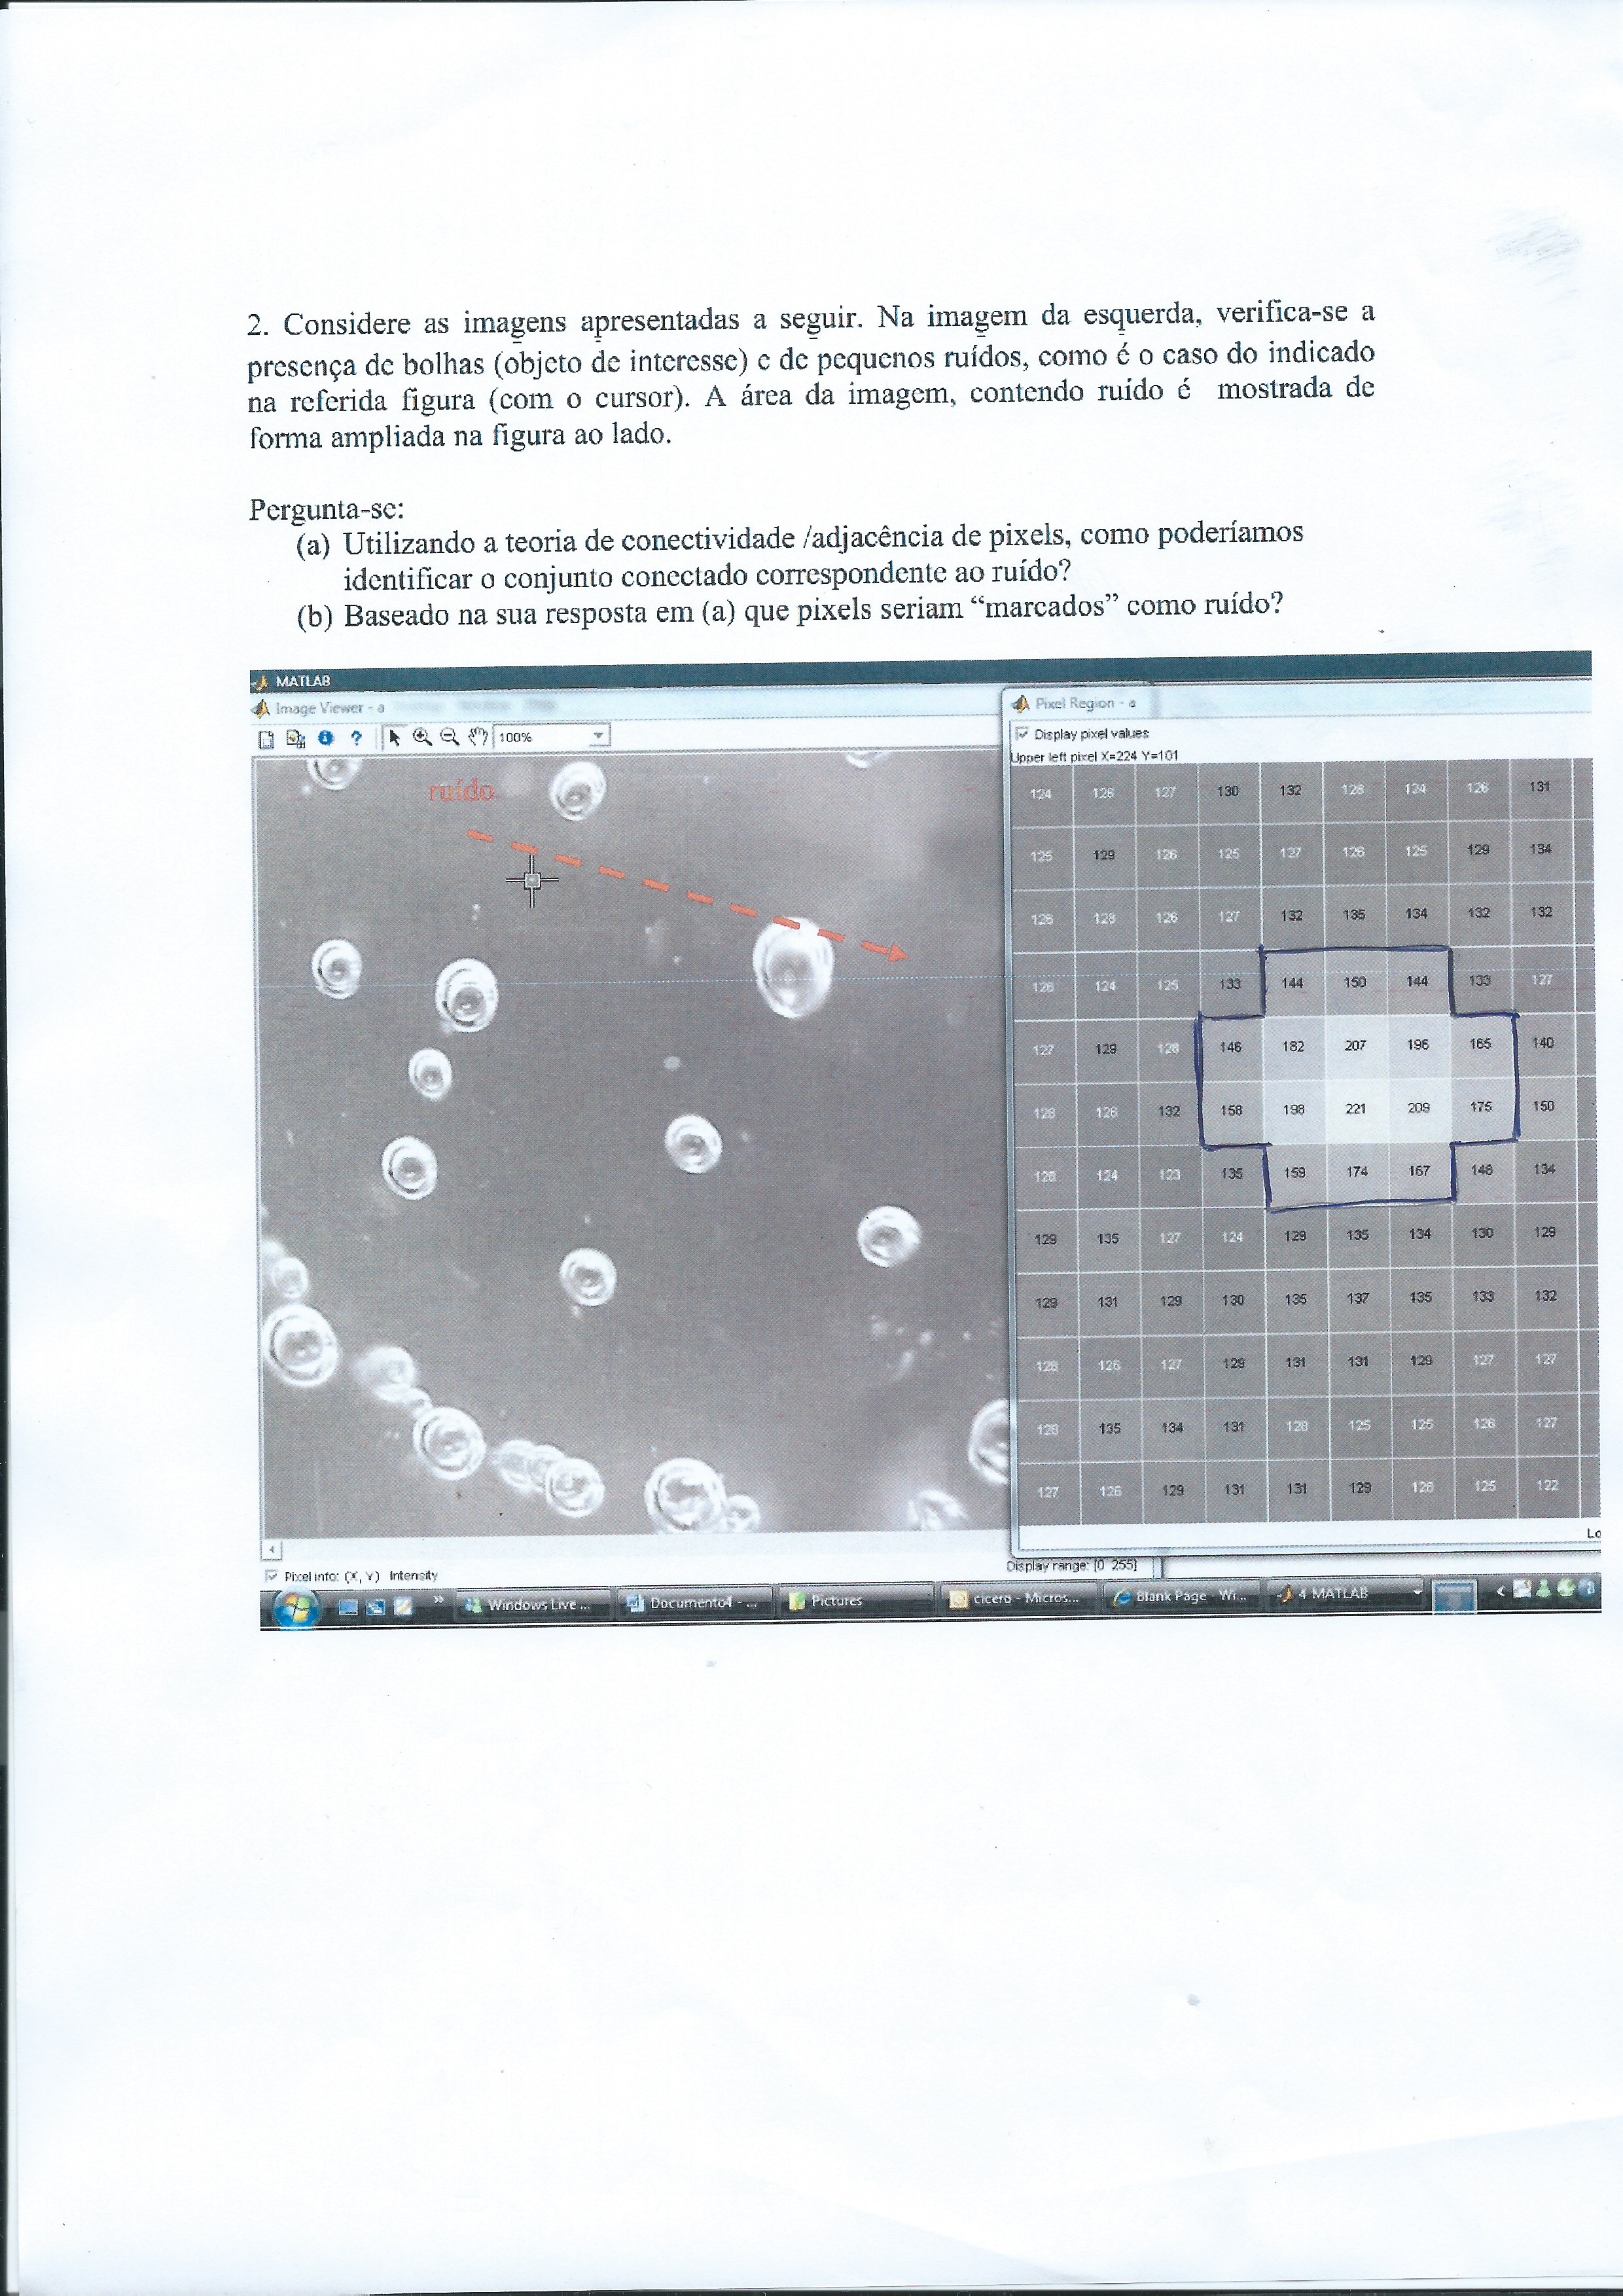 2. Considere as imagens apresentadas a seguir. Na imagem da esquerda, verifica-se a
presença de bolhas (objeto de interesse) e de pequenos ruídos, como é o caso do indicado
na referida figura (com o cursor). A área da imagem, contendo ruído é mostrada de
forma ampliada na figura ao lado.
Pergunta-se:
(a) Utilizando a teoria de conectividade /adjacência de pixels, como poderíamos
identificar o conjunto conectado correspondente ao ruído?
(b) Baseado na sua resposta em (a) que pixels seriam “marcados” como ruído?
MATLAB
Image Viewer - a
100%
ruído
Pixel Region - a
Display pixel values
Upper left pixel X=224 Y=101
124 126 127 130 132 128 124 126 131
125 129 126 125 127 126 125 129 134
128 128 126 127 132 135 134 132 132
126 124 125 133 144 150 144 133 127
127 129 128 146 182 207 196 165 140
128 126 132 158 198 221 209 175 150
128 124 123 135 159 174 167 148 134
129 135 127 124 129 135 134 130 129
129 131 129 130 135 137 135 133 132
128 126 127 129 131 131 129 127 127
128 135 134 131 128 125 125 126 127
127 126 129 131 131 129 128 125 122
Lo
Display range: [0 255]
Pixel info: (X, Y) Intensity
Windows Live ...
Documento4 - ...
Pictures
cicero - Micros...
Blank Page - Wi...
4 MATLAB